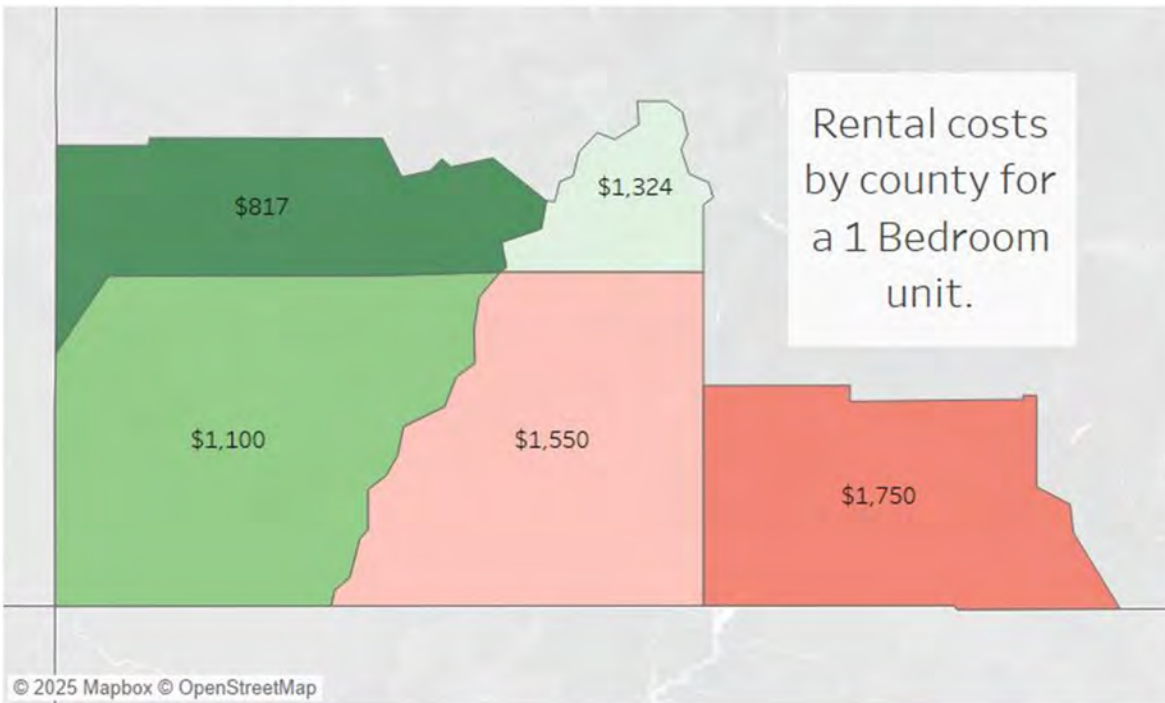 Rental costs
by county for
a 1 Bedroom
unit.
$817
$1,324
$1,100
$1,550
$1,750
© 2025 Mapbox © OpenStreetMap